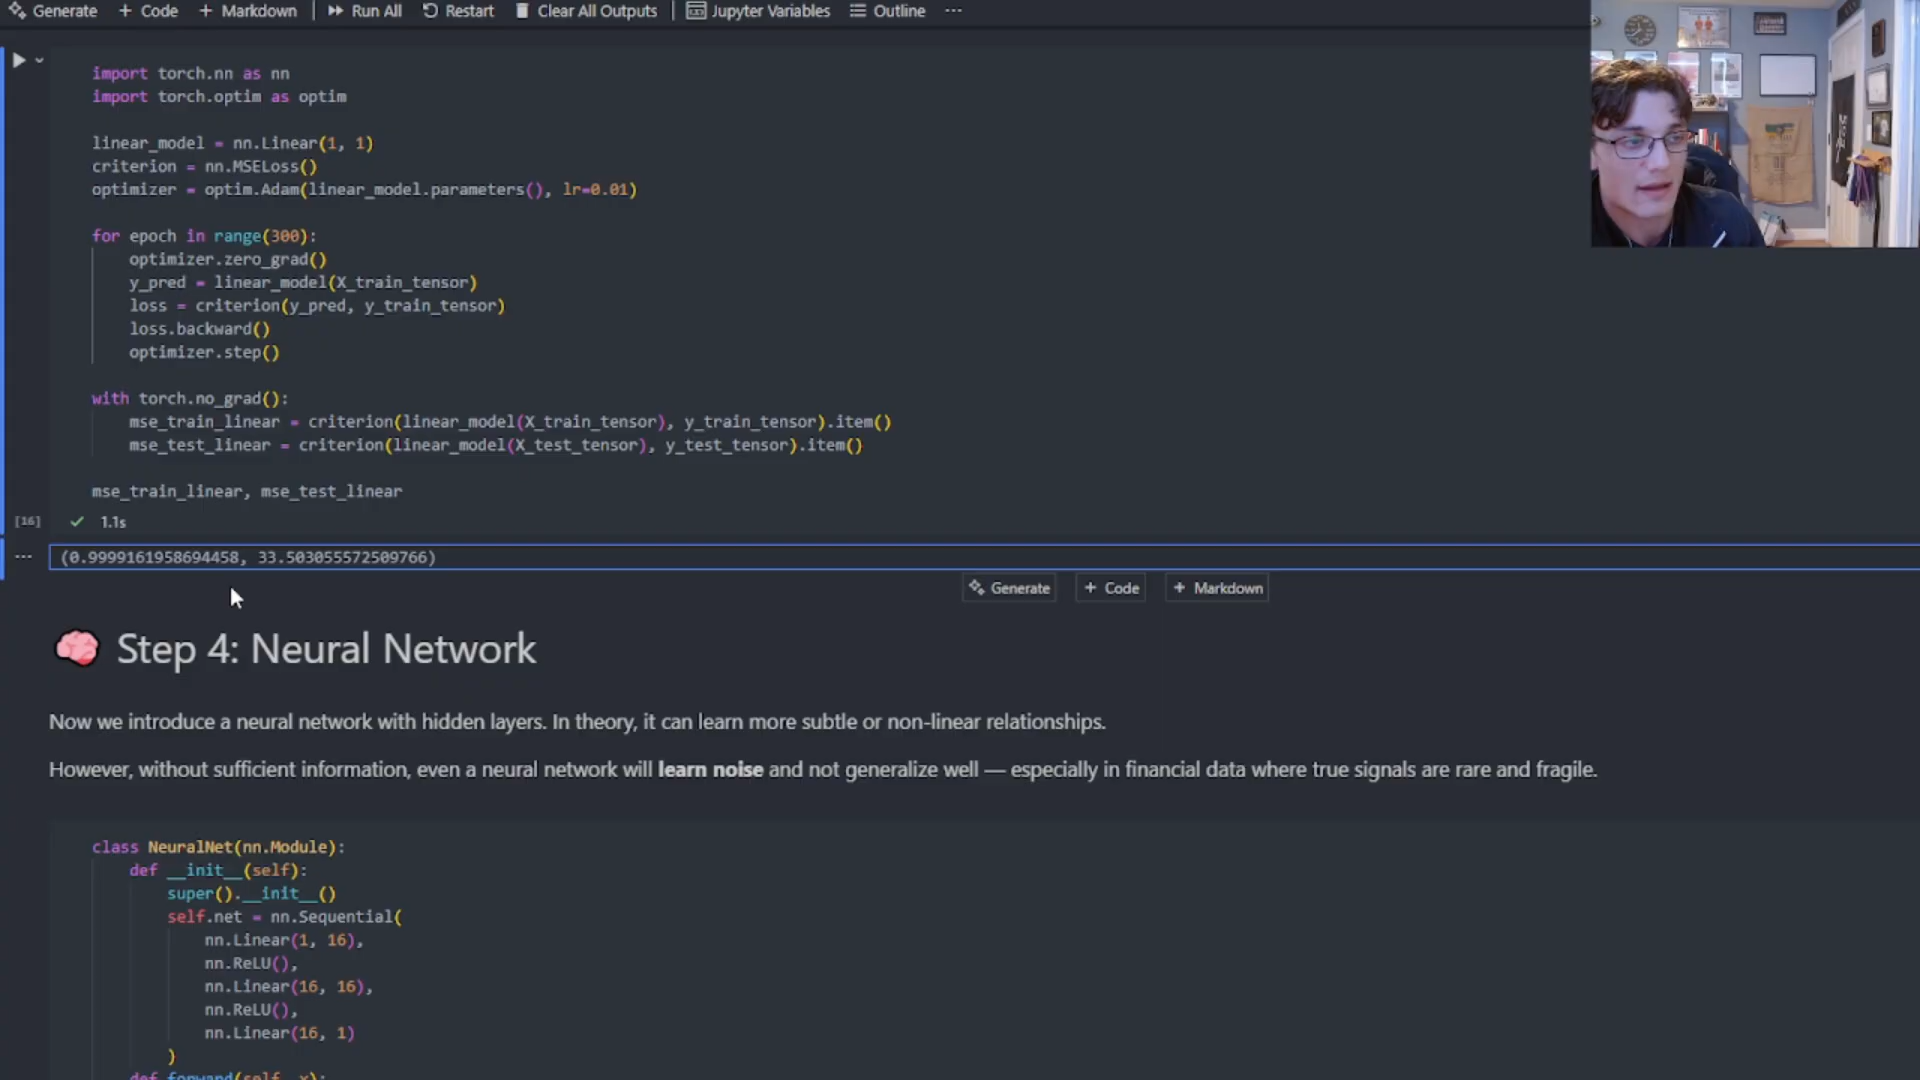 Generate + Code + Markdown Run All Restart Clear All Outputs Jupyter Variables Outline ...
import torch.nn as nn
import torch.optim as optim
linear_model = nn.Linear(1, 1)
criterion = nn.MSELoss()
optimizer = optim.Adam(linear_model.parameters(), lr=0.01)
for epoch in range(300):
optimizer.zero_grad()
y_pred = linear_model(X_train_tensor)
loss = criterion(y_pred, y_train_tensor)
loss.backward()
optimizer.step()
with torch.no_grad():
mse_train_linear = criterion(linear_model(X_train_tensor), y_train_tensor).item()
mse_test_linear = criterion(linear_model(X_test_tensor), y_test_tensor).item()
mse_train_linear, mse_test_linear
[16] 1.1s
... (0.9999161958694458, 33.503055572509766)
Generate + Code + Markdown
Step 4: Neural Network
Now we introduce a neural network with hidden layers. In theory, it can learn more subtle or non-linear relationships.
However, without sufficient information, even a neural network will learn noise and not generalize well — especially in financial data where true signals are rare and fragile.
class NeuralNet(nn.Module):
def __init__(self):
super().__init__()
self.net = nn.Sequential(
nn.Linear(1, 16),
nn.ReLU(),
nn.Linear(16, 16),
nn.ReLU(),
nn.Linear(16, 1)
)
def forward(self, x):